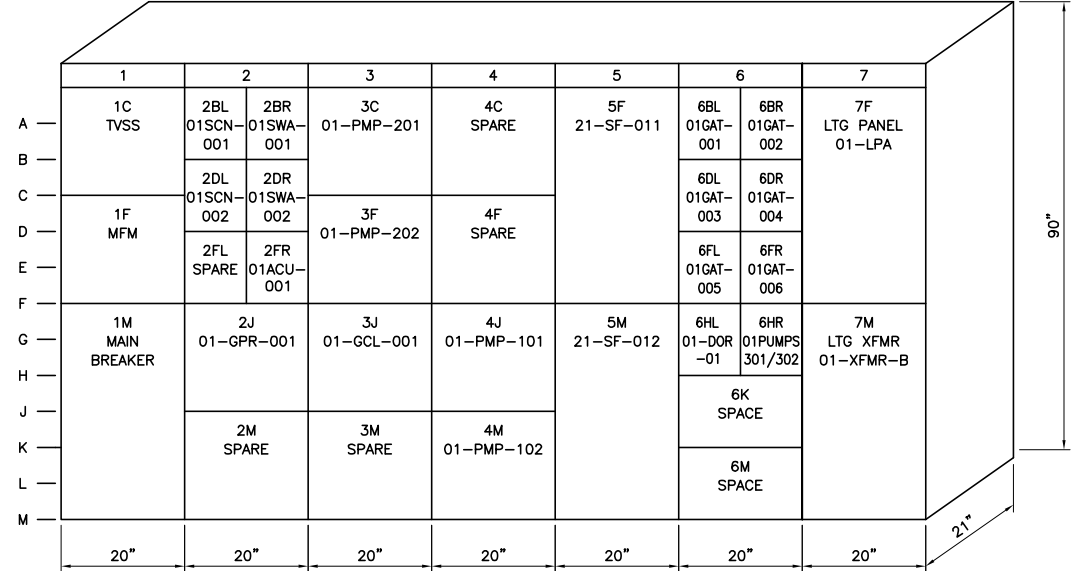 1 2 3 4 5 6 7
A
B
C
D
E
F
G
H
J
K
L
M
1C
TVSS
1F
MFM
1M
MAIN
BREAKER
2BL
01SCN-
001
2BR
01SWA-
001
2DL
01SCN-
002
2DR
01SWA-
002
2FL
SPARE
2FR
01ACU-
001
2J
01-GPR-001
2M
SPARE
3C
01-PMP-201
3F
01-PMP-202
3J
01-GCL-001
3M
SPARE
4C
SPARE
4F
SPARE
4J
01-PMP-101
4M
01-PMP-102
5F
21-SF-011
5M
21-SF-012
6BL
01GAT-
001
6BR
01GAT-
002
6DL
01GAT-
003
6DR
01GAT-
004
6FL
01GAT-
005
6FR
01GAT-
006
6HL
01-DOR
-01
6HR
01PUMPS
301/302
6K
SPACE
6M
SPACE
7F
LTG PANEL
01-LPA
7M
LTG XFMR
01-XFMR-B
90"
21"
20" 20" 20" 20" 20" 20" 20"